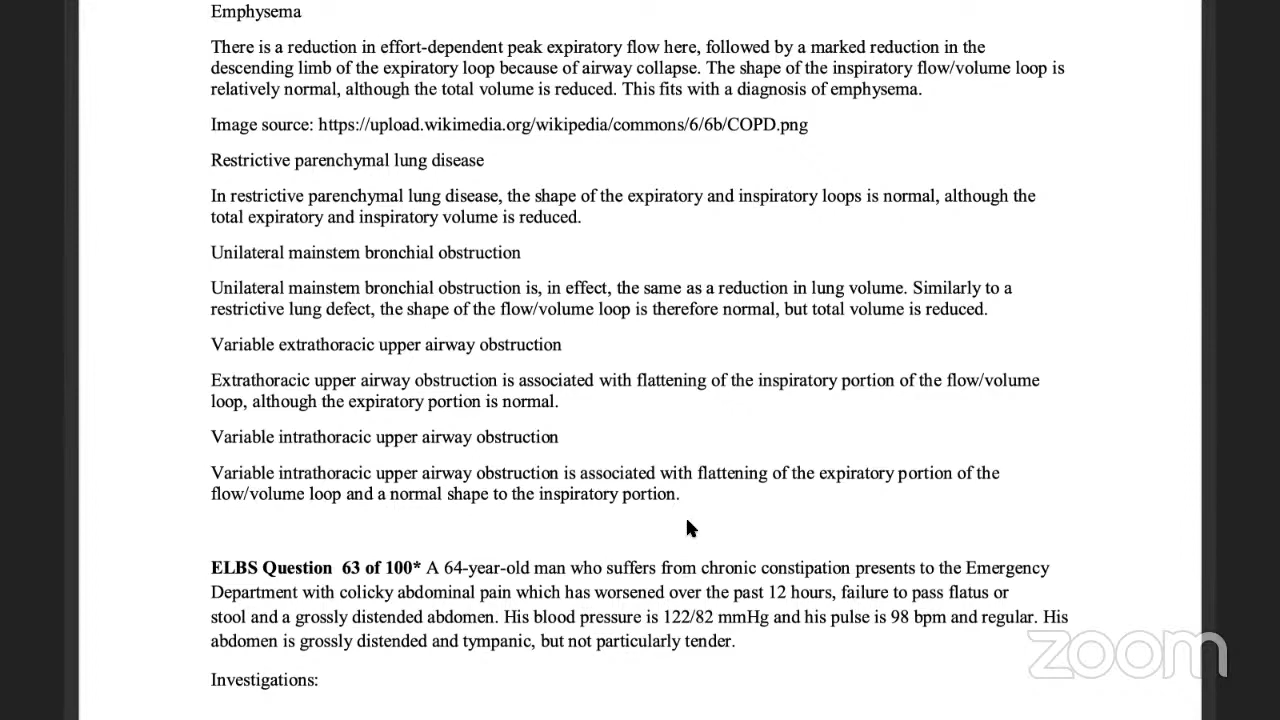 Emphysema
There is a reduction in effort-dependent peak expiratory flow here, followed by a marked reduction in the
descending limb of the expiratory loop because of airway collapse. The shape of the inspiratory flow/volume loop is
relatively normal, although the total volume is reduced. This fits with a diagnosis of emphysema.
Image source: https://upload.wikimedia.org/wikipedia/commons/6/6b/COPD.png
Restrictive parenchymal lung disease
In restrictive parenchymal lung disease, the shape of the expiratory and inspiratory loops is normal, although the
total expiratory and inspiratory volume is reduced.
Unilateral mainstem bronchial obstruction
Unilateral mainstem bronchial obstruction is, in effect, the same as a reduction in lung volume. Similarly to a
restrictive lung defect, the shape of the flow/volume loop is therefore normal, but total volume is reduced.
Variable extrathoracic upper airway obstruction
Extrathoracic upper airway obstruction is associated with flattening of the inspiratory portion of the flow/volume
loop, although the expiratory portion is normal.
Variable intrathoracic upper airway obstruction
Variable intrathoracic upper airway obstruction is associated with flattening of the expiratory portion of the
flow/volume loop and a normal shape to the inspiratory portion.
ELBS Question 63 of 100* A 64-year-old man who suffers from chronic constipation presents to the Emergency
Department with colicky abdominal pain which has worsened over the past 12 hours, failure to pass flatus or
stool and a grossly distended abdomen. His blood pressure is 122/82 mmHg and his pulse is 98 bpm and regular. His
abdomen is grossly distended and tympanic, but not particularly tender.
Investigations:
zoom